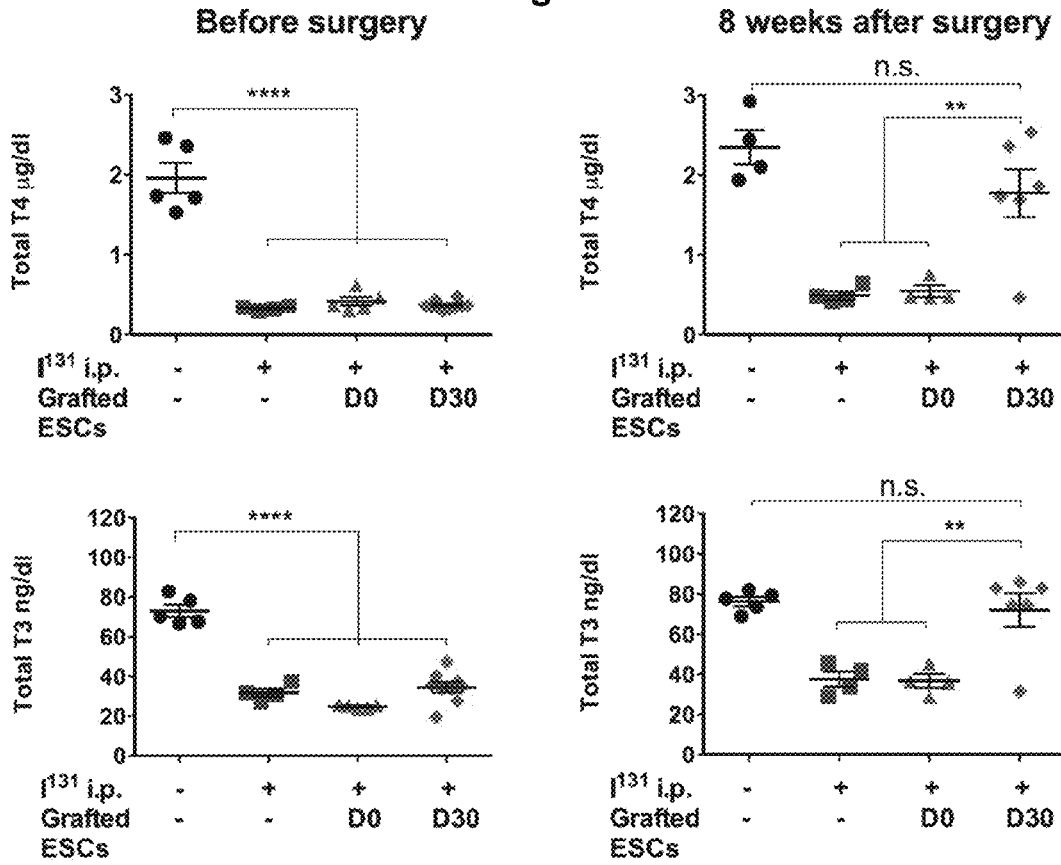 Before surgery
8 weeks after surgery
Total T4 µg/dl
3
2
1
0
****
I131 i.p. - + + +
Grafted - - D0 D30
ESCs
Total T4 µg/dl
3
2
1
0
n.s.
**
I131 i.p. - + + +
Grafted - - D0 D30
ESCs
Total T3 ng/dl
120
100
80
60
40
20
0
****
I131 i.p. - + + +
Grafted - - D0 D30
ESCs
Total T3 ng/dl
120
100
80
60
40
20
0
n.s.
**
I131 i.p. - + + +
Grafted - - D0 D30
ESCs